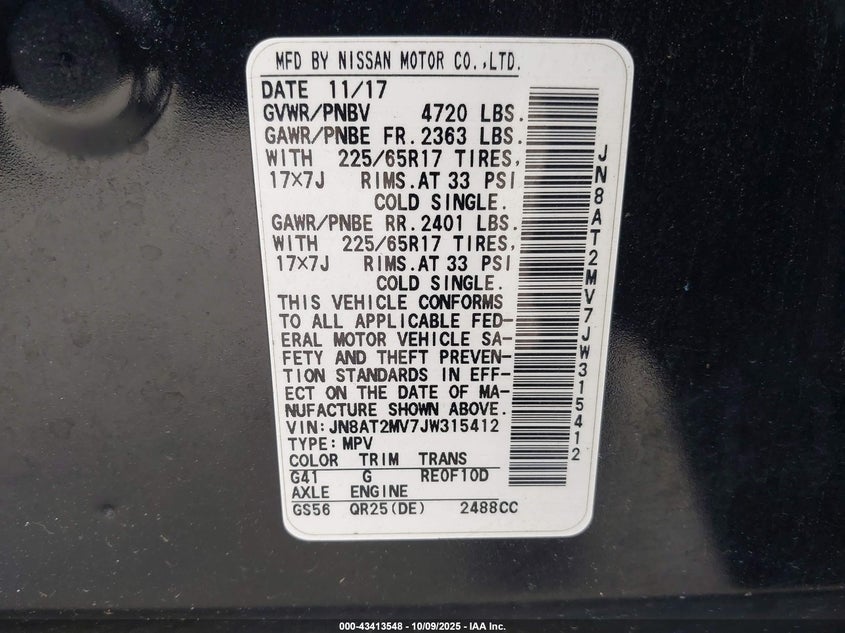 MFD BY NISSAN MOTOR CO.,LTD.
DATE 11/17
GVWR/PNBV 4720 LBS.
GAWR/PNBE FR.2363 LBS.
WITH 225/65R17 TIRES,
17×7J RIMS.AT 33 PSI
COLD SINGLE.
GAWR/PNBE RR.2401 LBS.
WITH 225/65R17 TIRES,
17×7J RIMS.AT 33 PSI
COLD SINGLE.
THIS VEHICLE CONFORMS
TO ALL APPLICABLE FED-
ERAL MOTOR VEHICLE SA-
FETY AND THEFT PREVEN-
TION STANDARDS IN EFF-
ECT ON THE DATE OF MA-
NUFACTURE SHOWN ABOVE.
VIN:JN8AT2MV7JW315412
TYPE:MPV
COLOR TRIM TRANS
G41 G RE0F10D
AXLE ENGINE
GS56 QR25(DE) 2488CC
JN8AT2MV7JW315412
000-43413548 - 10/09/2025 - IAA Inc.